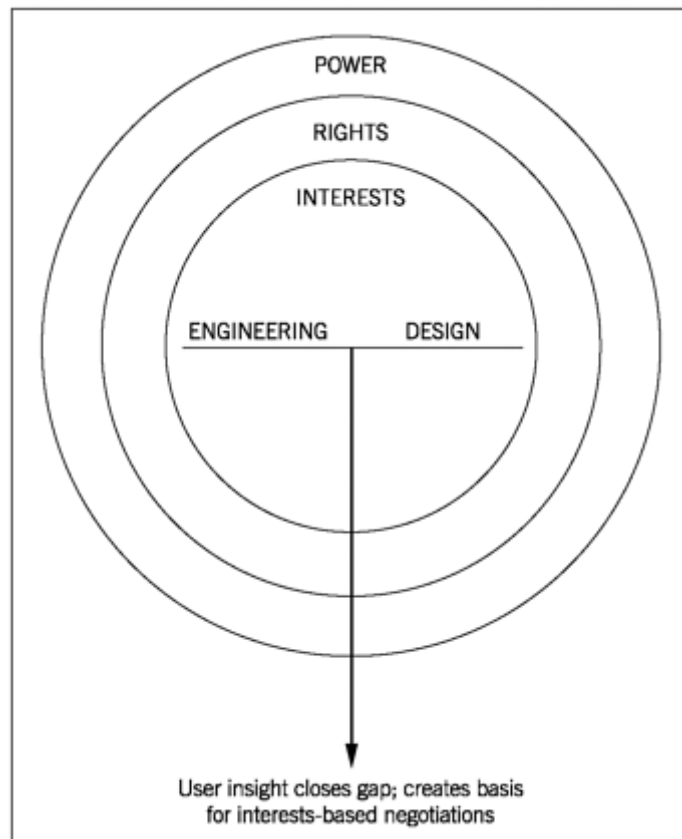 POWER
RIGHTS
INTERESTS
ENGINEERING DESIGN
User insight closes gap; creates basis
for interests-based negotiations